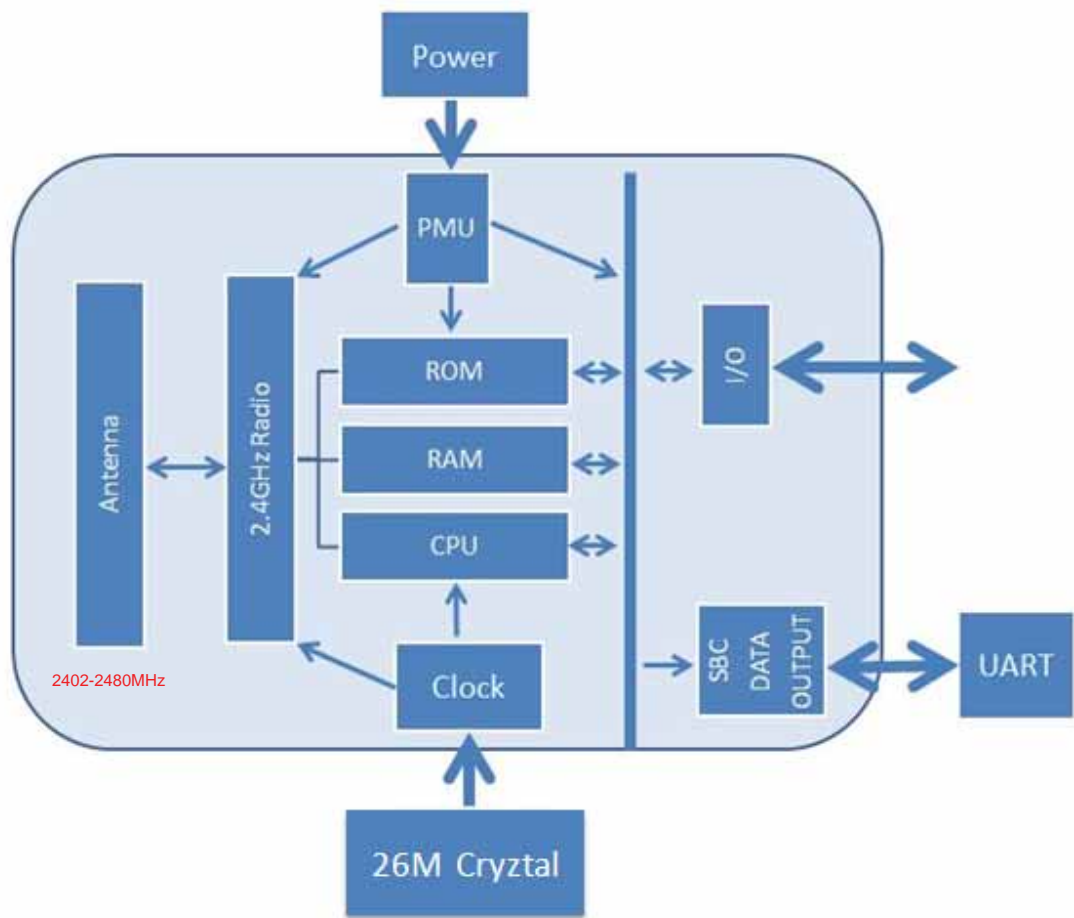 Power
PMU
Antenna
2.4GHz Radio
ROM
RAM
CPU
I/O
2402-2480MHz
Clock
SBC
DATA
OUTPUT
UART
26M Cryztal